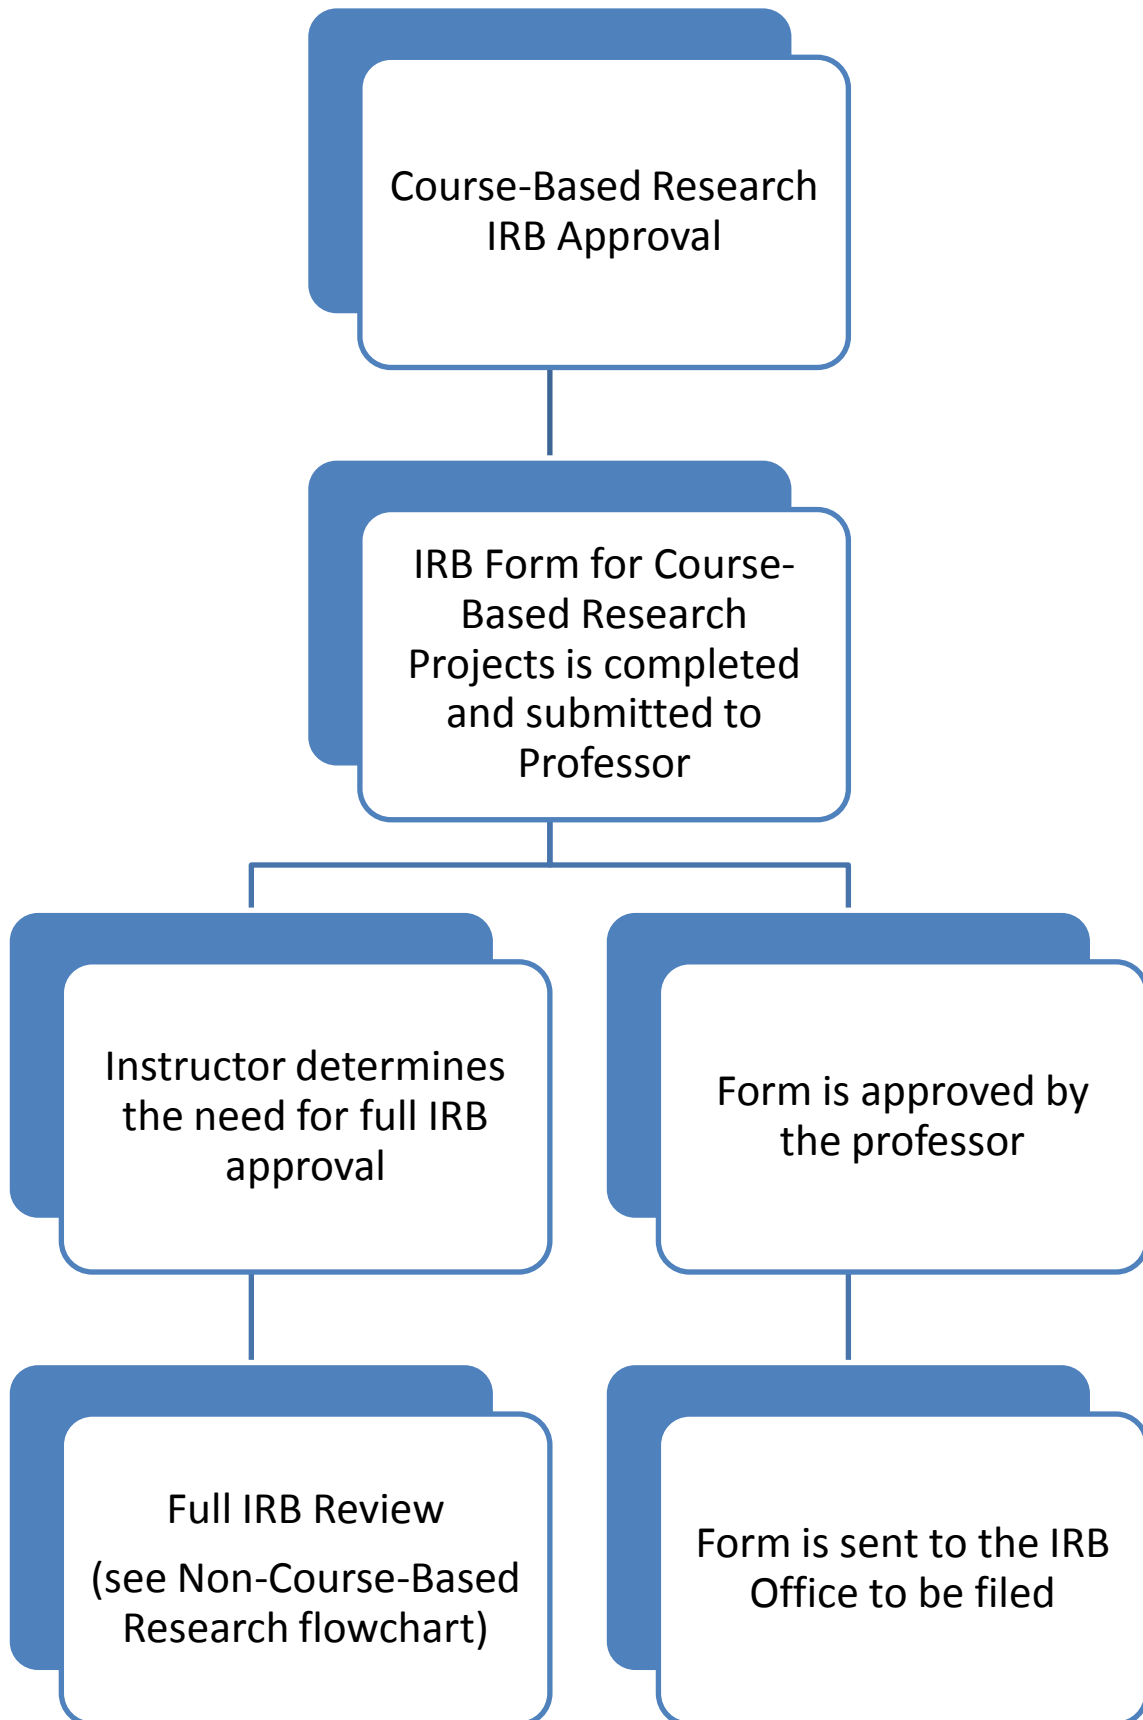 Course-Based Research
IRB Approval
IRB Form for Course-
Based Research
Projects is completed
and submitted to
Professor
Instructor determines
the need for full IRB
approval
Form is approved by
the professor
Full IRB Review
(see Non-Course-Based
Research flowchart)
Form is sent to the IRB
Office to be filed